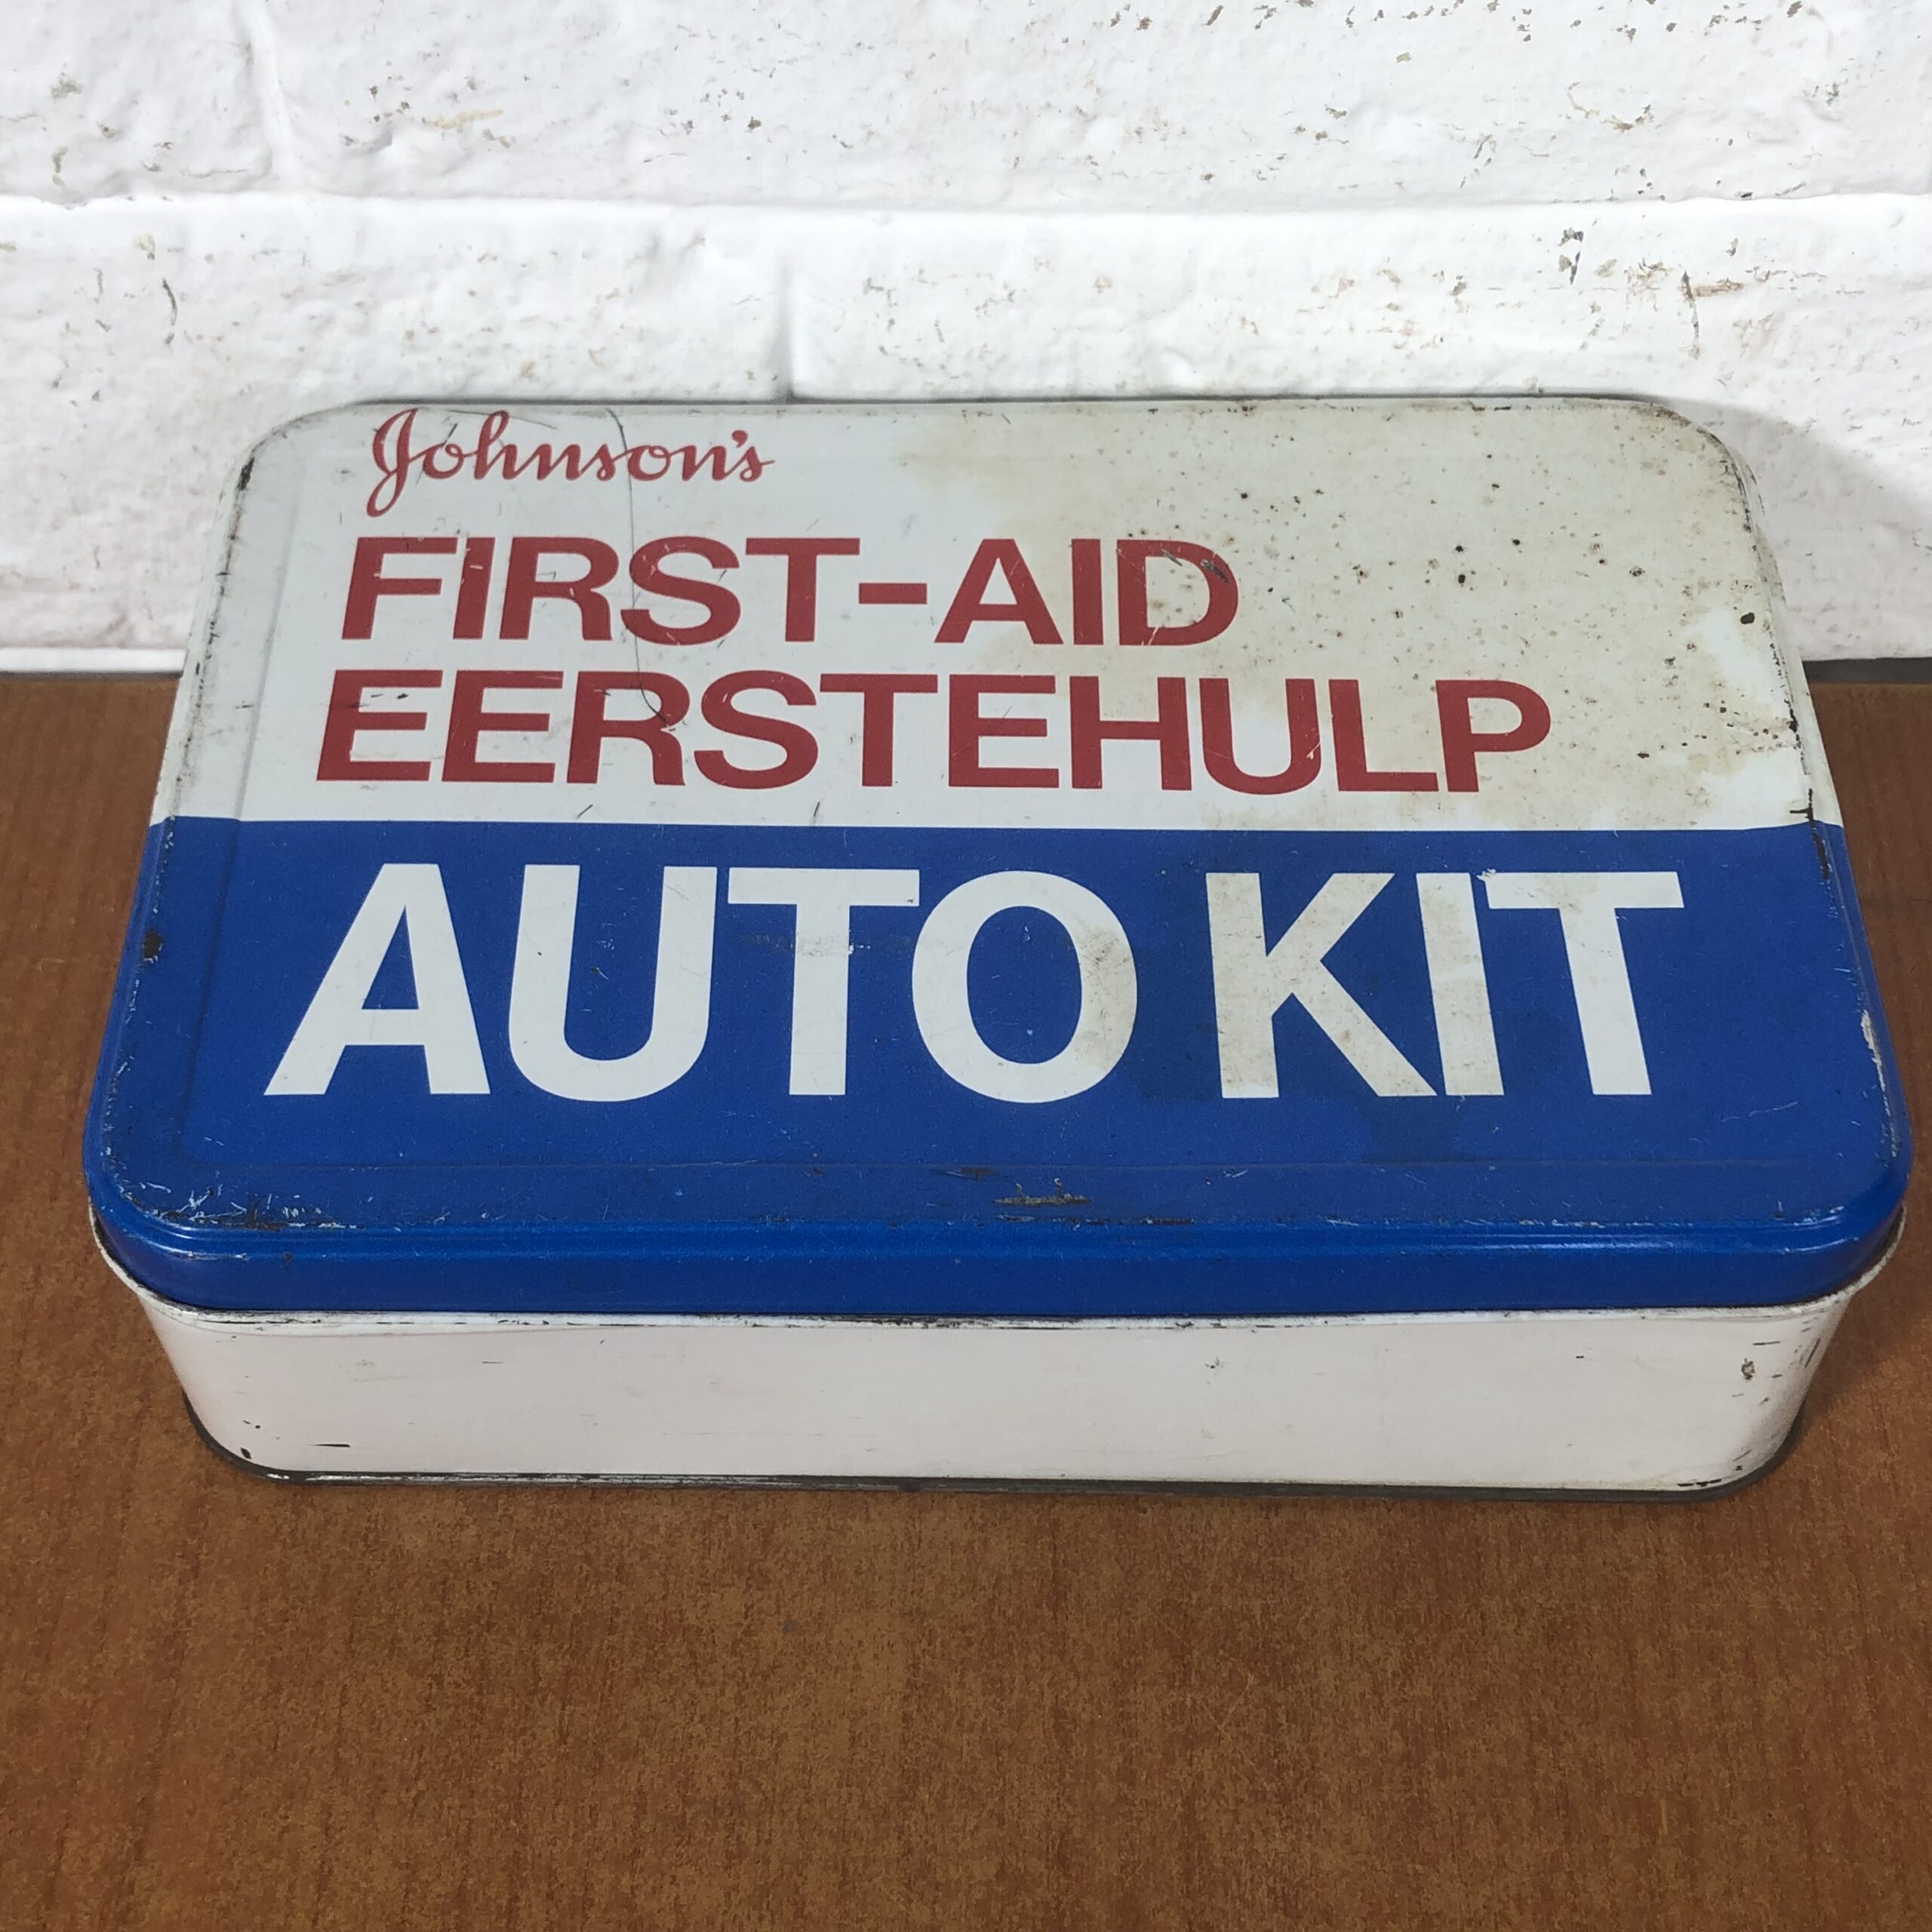 Johnson's
FIRST-AID
EERSTEHULP
AUTO KIT